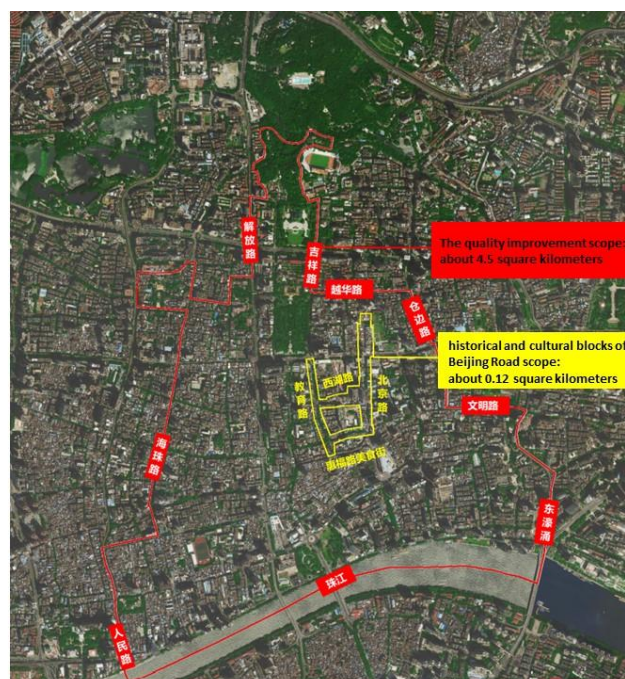 解放路
吉祥路
The quality improvement scope:
about 4.5 square kilometers
越华路
仓边路
historical and cultural blocks of
Beijing Road scope:
about 0.12 square kilometers
西湖路
教育路
北京路
文明路
惠福路美食街
海珠路
东濠涌
珠江
人民路